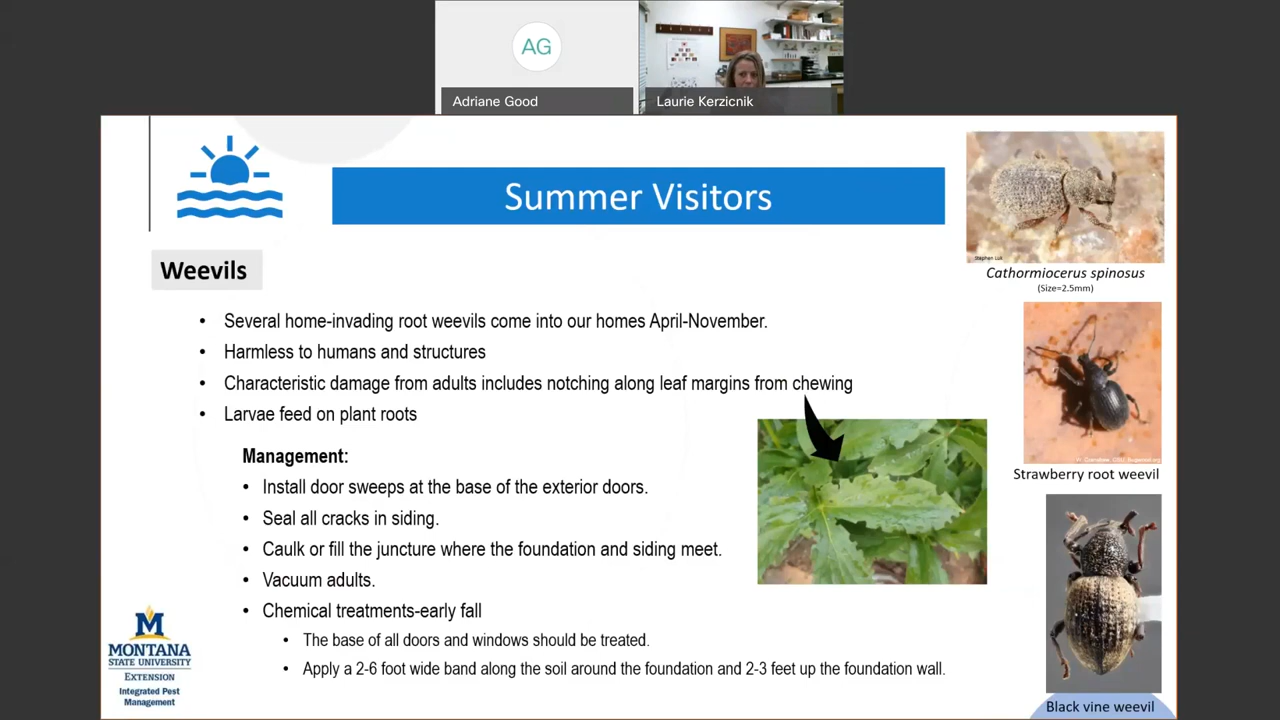 AG
Adriane Good
Laurie Kerzicnik
Summer Visitors
Weevils
Stephen Luk
Cathormiocerus spinosus
(Size=2.5mm)
• Several home-invading root weevils come into our homes April-November.
• Harmless to humans and structures
• Characteristic damage from adults includes notching along leaf margins from chewing
• Larvae feed on plant roots
Strawberry root weevil
Management:
• Install door sweeps at the base of the exterior doors.
• Seal all cracks in siding.
• Caulk or fill the juncture where the foundation and siding meet.
• Vacuum adults.
• Chemical treatments-early fall
• The base of all doors and windows should be treated.
• Apply a 2-6 foot wide band along the soil around the foundation and 2-3 feet up the foundation wall.
Black vine weevil
M
MONTANA
STATE UNIVERSITY
EXTENSION
Integrated Pest
Management